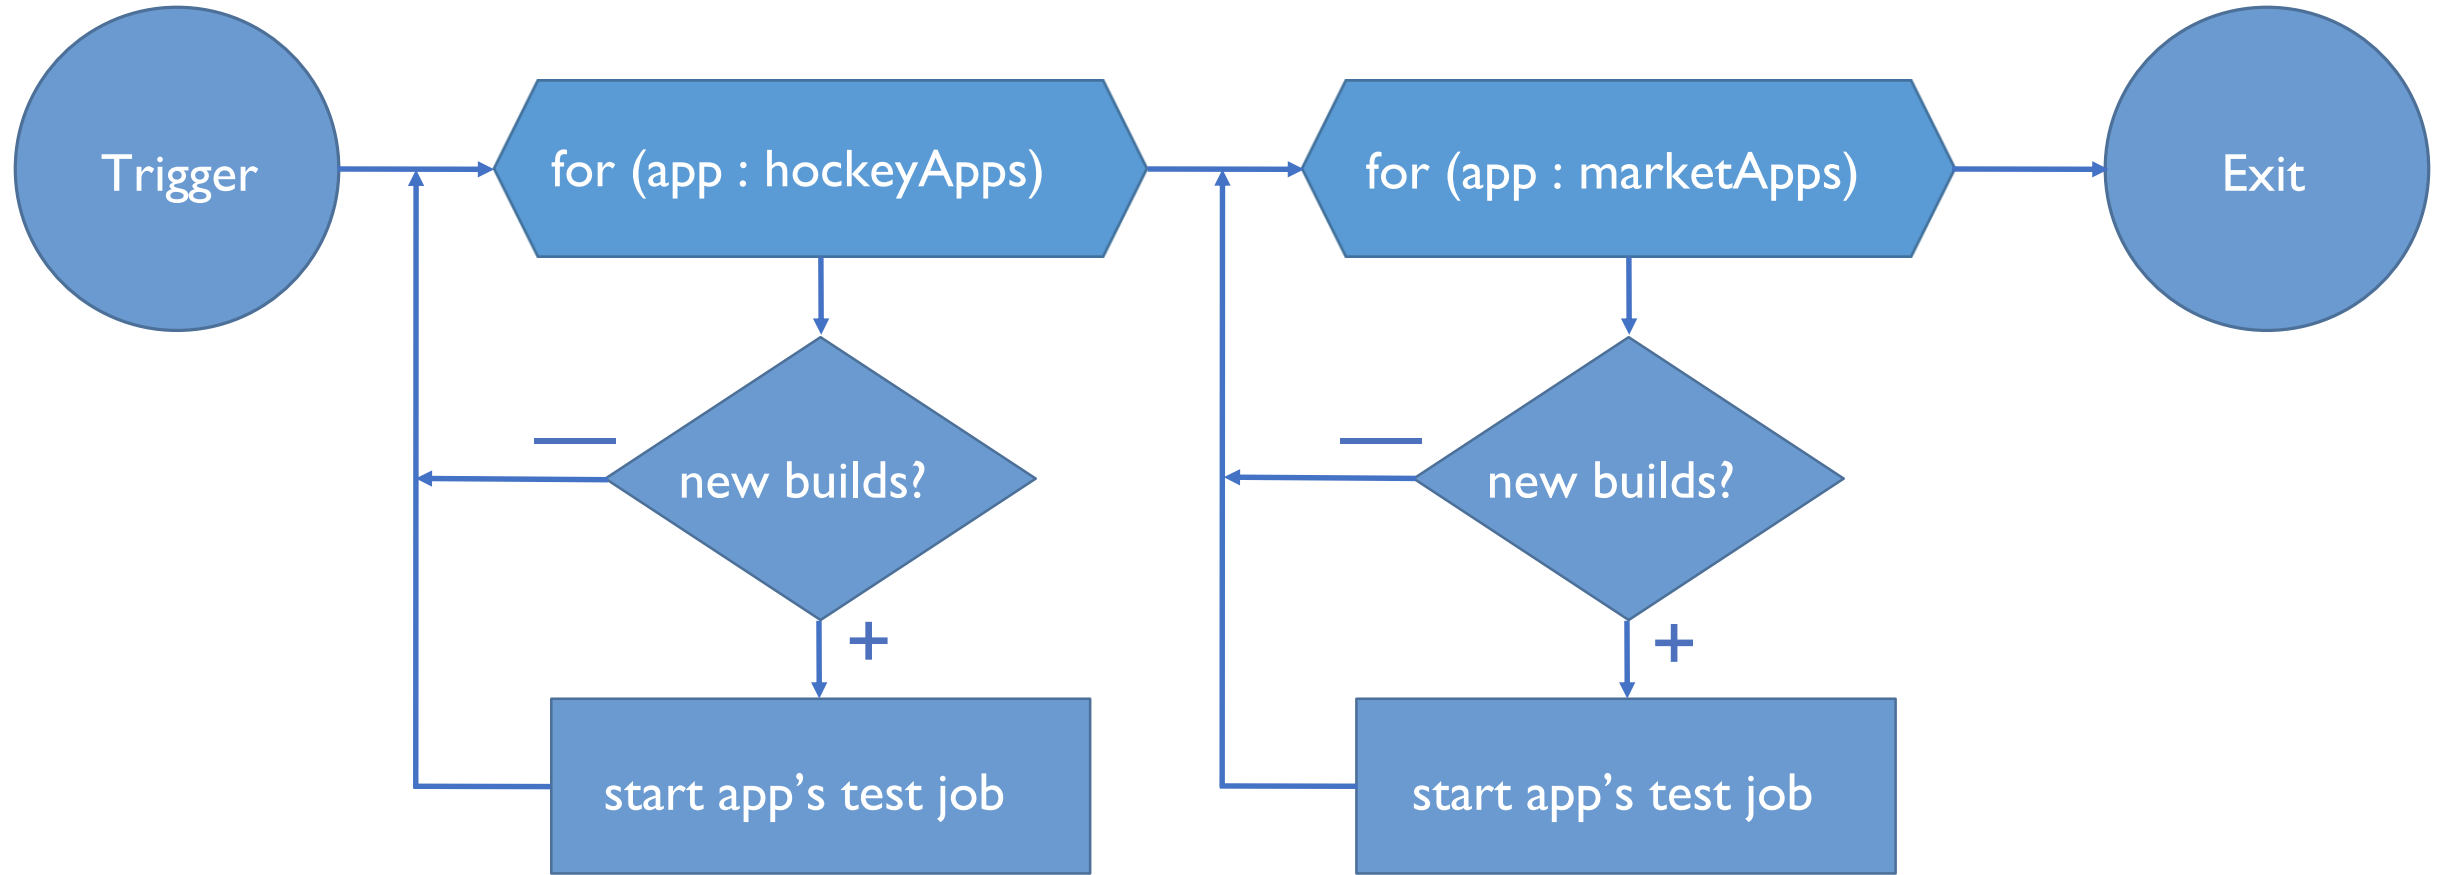 Trigger
for (app : hockeyApps)
for (app : marketApps)
Exit
—
new builds?
—
new builds?
+
+
start app’s test job
start app’s test job